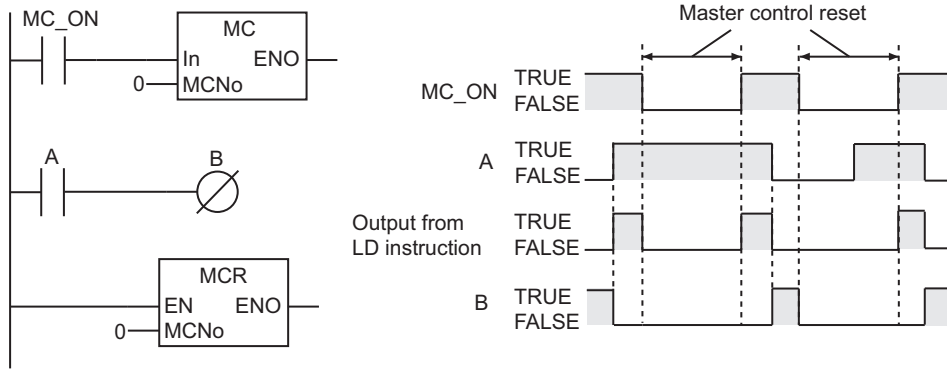 MC_ON
MC
In ENO
0 MCNo
A
B
MCR
EN ENO
0 MCNo
Master control reset
MC_ON
TRUE
FALSE
A
TRUE
FALSE
Output from
LD instruction
TRUE
FALSE
B
TRUE
FALSE